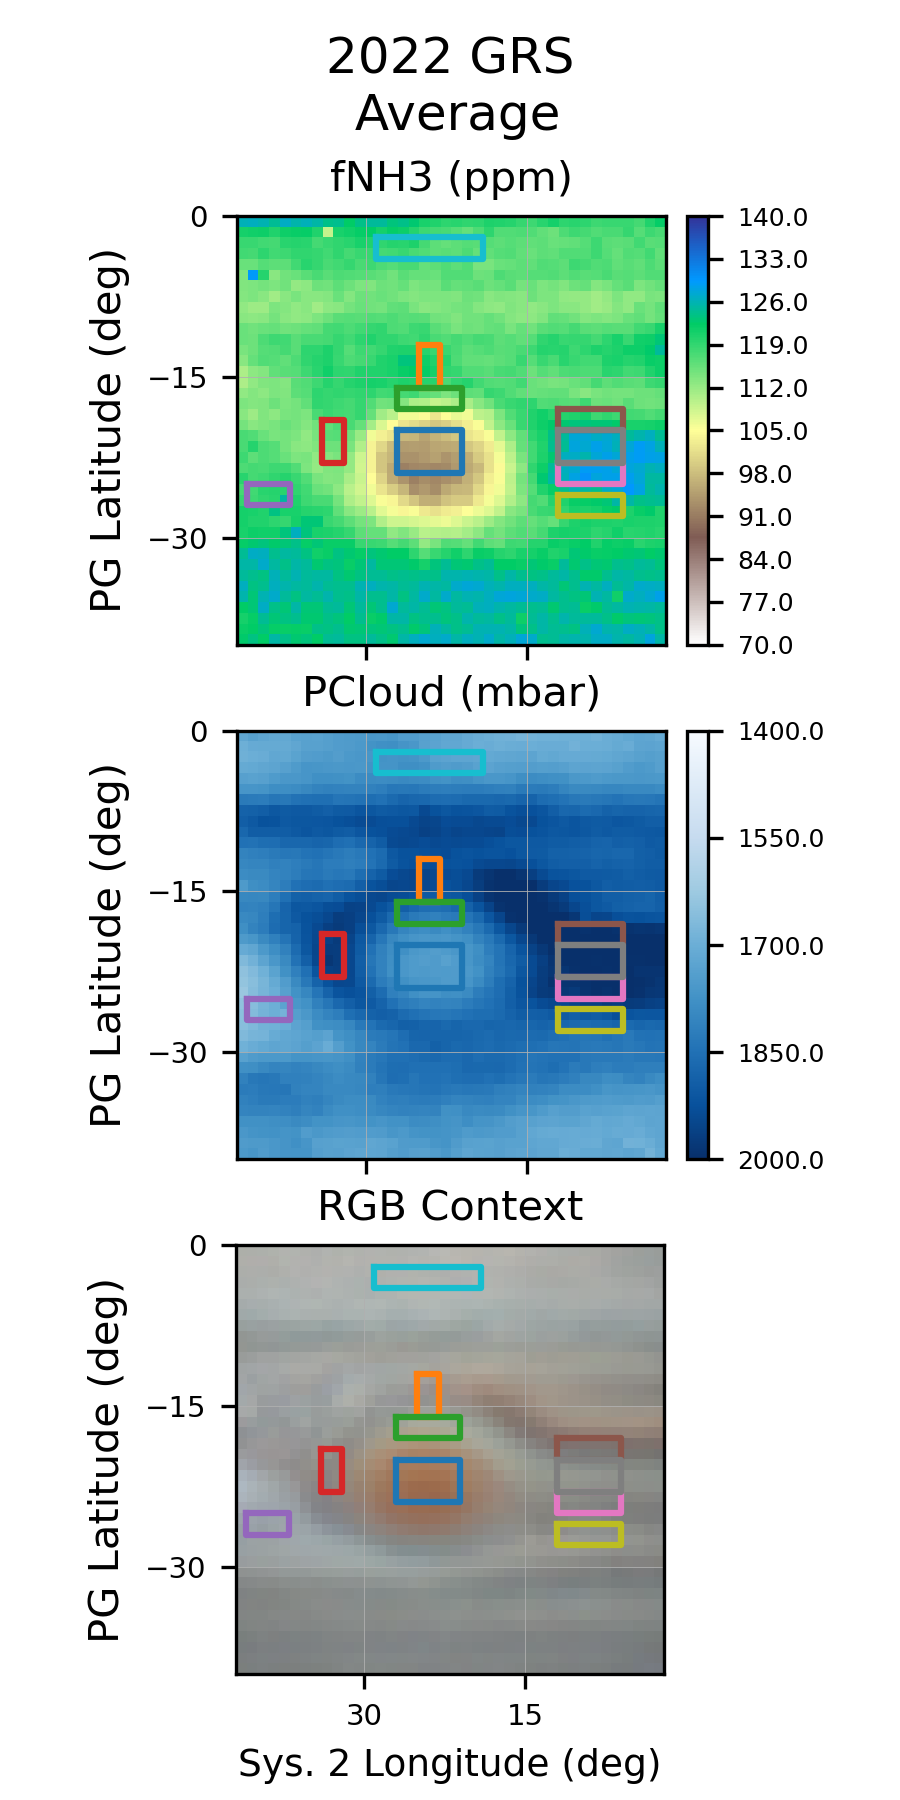 2022 GRS
Average
fNH3 (ppm)
PG Latitude (deg)
0
−15
−30
140.0
133.0
126.0
119.0
112.0
105.0
98.0
91.0
84.0
77.0
70.0
PCloud (mbar)
PG Latitude (deg)
0
−15
−30
1400.0
1550.0
1700.0
1850.0
2000.0
RGB Context
PG Latitude (deg)
0
−15
−30
30 15
Sys. 2 Longitude (deg)